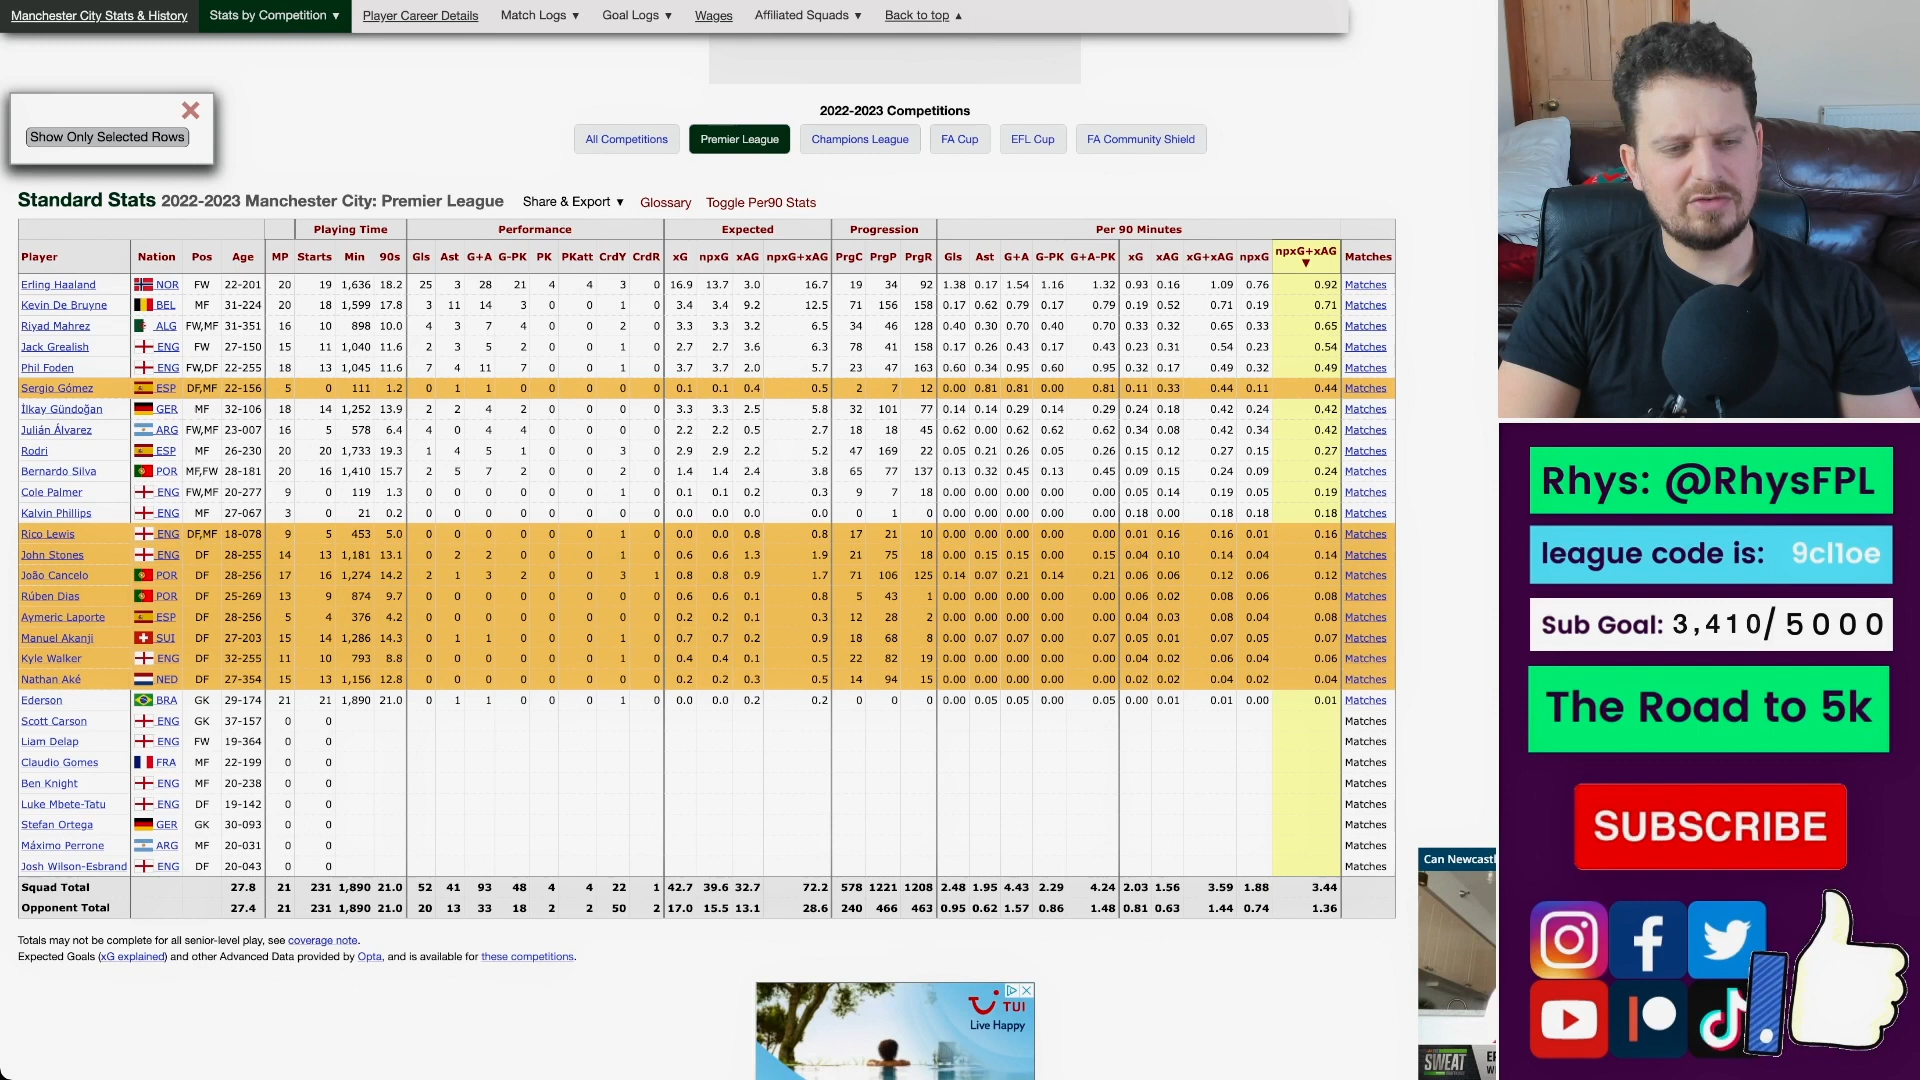 Manchester City Stats & History Stats by Competition ▼ Player Career Details Match Logs ▼ Goal Logs ▼ Wages Affiliated Squads ▼ Back to top ▲
Show Only Selected Rows
2022-2023 Competitions
All Competitions Premier League Champions League FA Cup EFL Cup FA Community Shield
Standard Stats 2022-2023 Manchester City: Premier League Share & Export ▼ Glossary Toggle Per90 Stats
Playing Time Performance Expected Progression Per 90 Minutes
Player Nation Pos Age MP Starts Min 90s Gls Ast G+A G-PK PK PKatt CrdY CrdR xG npxG xAG npxG+xAG PrgC PrgP PrgR Gls Ast G+A G-PK G+A-PK xG xAG xG+xAG npxG npxG+xAG ▼ Matches
Erling Haaland NOR FW 22-201 20 19 1,636 18.2 25 3 28 21 4 4 3 0 16.9 13.7 3.0 16.7 19 34 92 1.38 0.17 1.54 1.16 1.32 0.93 0.16 1.09 0.76 0.92 Matches
Kevin De Bruyne BEL MF 31-224 20 18 1,599 17.8 3 11 14 3 0 0 1 0 3.4 3.4 9.2 12.5 71 156 158 0.17 0.62 0.79 0.17 0.79 0.19 0.52 0.71 0.19 0.71 Matches
Riyad Mahrez ALG FW,MF 31-351 16 10 898 10.0 4 3 7 4 0 0 2 0 3.3 3.3 3.2 6.5 34 46 128 0.40 0.30 0.70 0.40 0.70 0.33 0.32 0.65 0.33 0.65 Matches
Jack Grealish ENG FW 27-150 15 11 1,040 11.6 2 3 5 2 0 0 1 0 2.7 2.7 3.6 6.3 78 41 158 0.17 0.26 0.43 0.17 0.43 0.23 0.31 0.54 0.23 0.54 Matches
Phil Foden ENG FW,DF 22-255 18 13 1,045 11.6 7 4 11 7 0 0 1 0 3.7 3.7 2.0 5.7 23 47 163 0.60 0.34 0.95 0.60 0.95 0.32 0.17 0.49 0.32 0.49 Matches
Sergio Gómez ESP DF,MF 22-156 5 0 111 1.2 0 1 1 0 0 0 0 0 0.1 0.1 0.4 0.5 2 7 12 0.00 0.81 0.81 0.00 0.81 0.11 0.33 0.44 0.11 0.44 Matches
İlkay Gündoğan GER MF 32-106 18 14 1,252 13.9 2 2 4 2 0 0 0 0 3.3 3.3 2.5 5.8 32 101 77 0.14 0.14 0.29 0.14 0.29 0.24 0.18 0.42 0.24 0.42 Matches
Julián Álvarez ARG FW,MF 23-007 16 5 578 6.4 4 0 4 4 0 0 0 0 2.2 2.2 0.5 2.7 18 18 45 0.62 0.00 0.62 0.62 0.62 0.34 0.08 0.42 0.34 0.42 Matches
Rodri ESP MF 26-230 20 20 1,733 19.3 1 4 5 1 0 0 3 0 2.9 2.9 2.2 5.2 47 169 22 0.05 0.21 0.26 0.05 0.26 0.15 0.12 0.27 0.15 0.27 Matches
Bernardo Silva POR MF,FW 28-181 20 16 1,410 15.7 2 5 7 2 0 0 2 0 1.4 1.4 2.4 3.8 65 77 137 0.13 0.32 0.45 0.13 0.45 0.09 0.15 0.24 0.09 0.24 Matches
Cole Palmer ENG FW,MF 20-277 9 0 119 1.3 0 0 0 0 0 0 1 0 0.1 0.1 0.2 0.3 9 7 18 0.00 0.00 0.00 0.00 0.00 0.05 0.14 0.19 0.05 0.19 Matches
Kalvin Phillips ENG MF 27-067 3 0 21 0.2 0 0 0 0 0 0 0 0 0.0 0.0 0.0 0.0 0 1 0 0.00 0.00 0.00 0.00 0.00 0.18 0.00 0.18 0.18 0.18 Matches
Rico Lewis ENG DF,MF 18-078 9 5 453 5.0 0 0 0 0 0 0 1 0 0.0 0.0 0.8 0.8 17 21 10 0.00 0.00 0.00 0.00 0.00 0.01 0.16 0.16 0.01 0.16 Matches
John Stones ENG DF 28-255 14 13 1,181 13.1 0 2 2 0 0 0 1 0 0.6 0.6 1.3 1.9 21 75 18 0.00 0.15 0.15 0.00 0.15 0.04 0.10 0.14 0.04 0.14 Matches
João Cancelo POR DF 28-256 17 16 1,274 14.2 2 1 3 2 0 0 3 1 0.8 0.8 0.9 1.7 71 106 125 0.14 0.07 0.21 0.14 0.21 0.06 0.06 0.12 0.06 0.12 Matches
Rúben Dias POR DF 25-269 13 9 874 9.7 0 0 0 0 0 0 1 0 0.6 0.6 0.1 0.8 5 43 1 0.00 0.00 0.00 0.00 0.00 0.06 0.02 0.08 0.06 0.08 Matches
Aymeric Laporte ESP DF 28-256 5 4 376 4.2 0 0 0 0 0 0 0 0 0.2 0.2 0.1 0.3 12 28 2 0.00 0.00 0.00 0.00 0.00 0.04 0.03 0.08 0.04 0.08 Matches
Manuel Akanji SUI DF 27-203 15 14 1,286 14.3 0 1 1 0 0 0 1 0 0.7 0.7 0.2 0.9 18 68 8 0.00 0.07 0.07 0.00 0.07 0.05 0.01 0.07 0.05 0.07 Matches
Kyle Walker ENG DF 32-255 11 10 793 8.8 0 0 0 0 0 0 1 0 0.4 0.4 0.1 0.5 22 82 19 0.00 0.00 0.00 0.00 0.00 0.04 0.02 0.06 0.04 0.06 Matches
Nathan Aké NED DF 27-354 15 13 1,156 12.8 0 0 0 0 0 0 0 0 0.2 0.2 0.3 0.5 14 94 15 0.00 0.00 0.00 0.00 0.00 0.02 0.02 0.04 0.02 0.04 Matches
Ederson BRA GK 29-174 21 21 1,890 21.0 0 1 1 0 0 0 1 0 0.0 0.0 0.2 0.2 0 0 0 0.00 0.05 0.05 0.00 0.05 0.00 0.01 0.01 0.00 0.01 Matches
Scott Carson ENG GK 37-157 0 0 Matches
Liam Delap ENG FW 19-364 0 0 Matches
Claudio Gomes FRA MF 22-199 0 0 Matches
Ben Knight ENG MF 20-238 0 0 Matches
Luke Mbete-Tatu ENG DF 19-142 0 0 Matches
Stefan Ortega GER GK 30-093 0 0 Matches
Máximo Perrone ARG MF 20-031 0 0 Matches
Josh Wilson-Esbrand ENG DF 20-043 0 0 Matches
Squad Total 27.8 21 231 1,890 21.0 52 41 93 48 4 4 22 1 42.7 39.6 32.7 72.2 578 1221 1208 2.48 1.95 4.43 2.29 4.24 2.03 1.56 3.59 1.88 3.44
Opponent Total 27.4 21 231 1,890 21.0 20 13 33 18 2 2 50 2 17.0 15.5 13.1 28.6 240 466 463 0.95 0.62 1.57 0.86 1.48 0.81 0.63 1.44 0.74 1.36
Totals may not be complete for all senior-level play, see coverage note.
Expected Goals (xG explained) and other Advanced Data provided by Opta, and is available for these competitions.
TUI
Live Happy
Can Newcastl
SWEAT
Rhys: @RhysFPL
league code is: 9cl1oe
Sub Goal: 3,410/5000
The Road to 5k
SUBSCRIBE